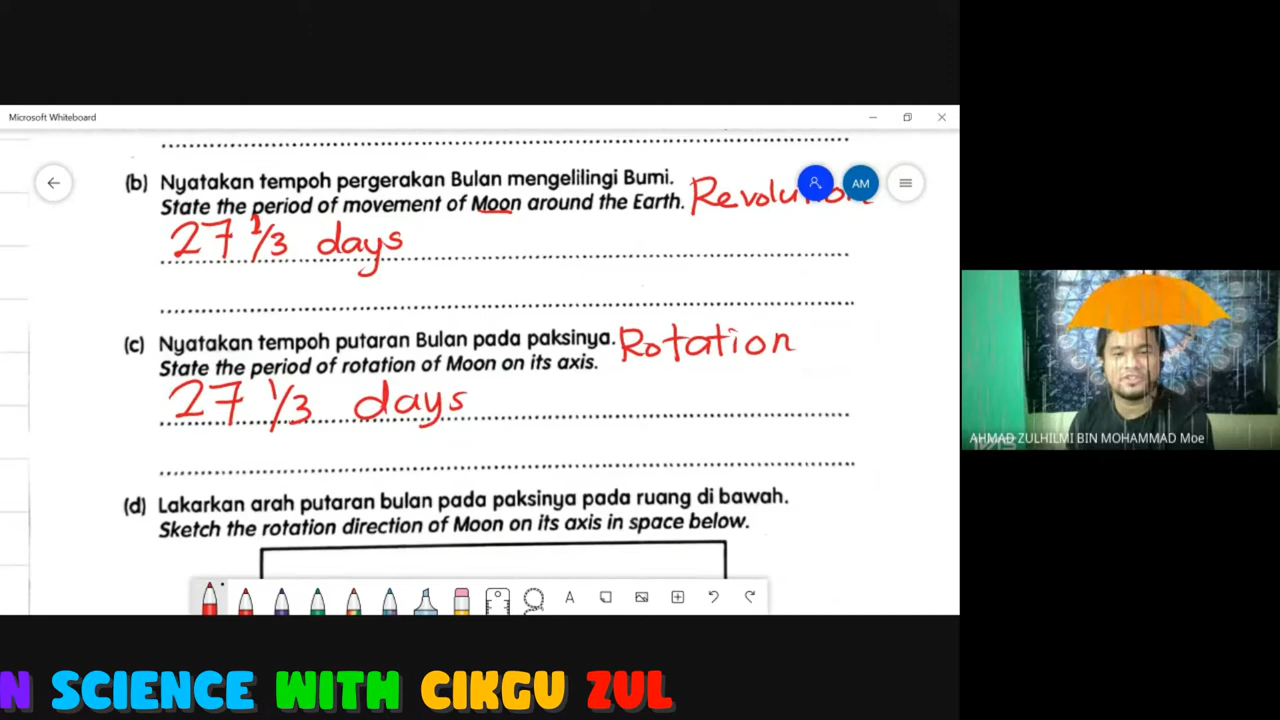 Microsoft Whiteboard
(b) Nyatakan tempoh pergerakan Bulan mengelilingi Bumi.
State the period of movement of Moon around the Earth. Revolution
AM
27 1/3 days
(c) Nyatakan tempoh putaran Bulan pada paksinya. Rotation
State the period of rotation of Moon on its axis.
27 1/3 days
AHMAD ZULHILMI BIN MOHAMMAD Moe
(d) Lakarkan arah putaran bulan pada paksinya pada ruang di bawah.
Sketch the rotation direction of Moon on its axis in space below.
A
N SCIENCE WITH CIKGU ZUL